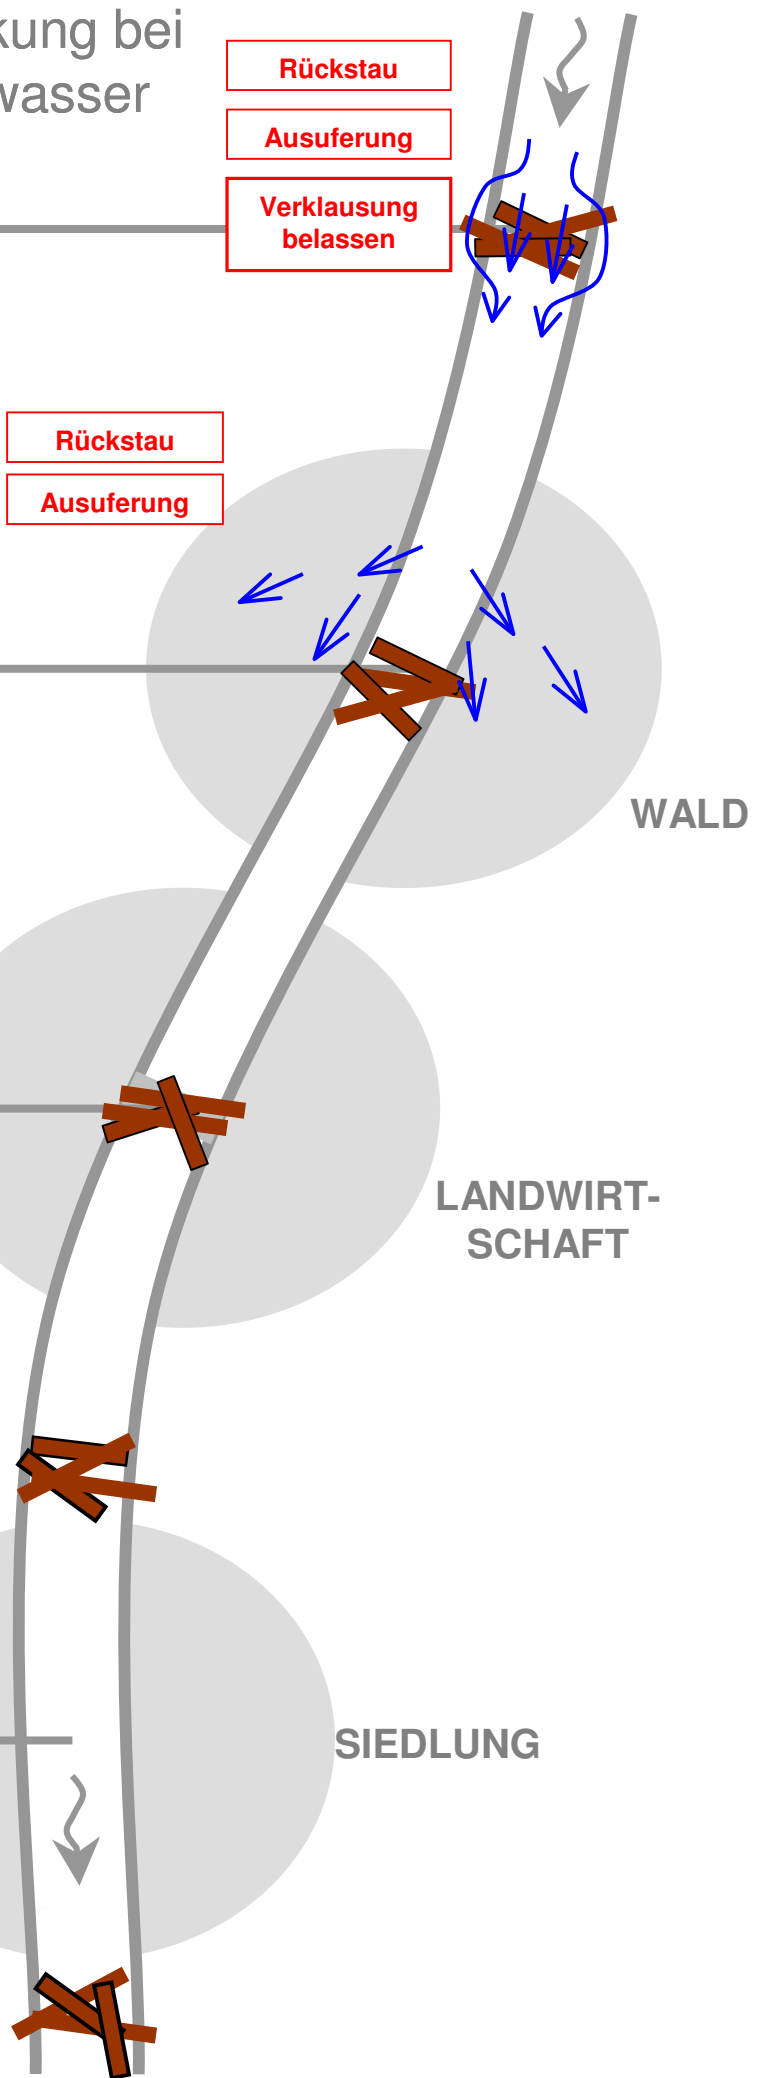 kung bei
wasser
Rückstau
Ausuferung
Verklausung
belassen
Rückstau
Ausuferung
WALD
LANDWIRT-
SCHAFT
SIEDLUNG